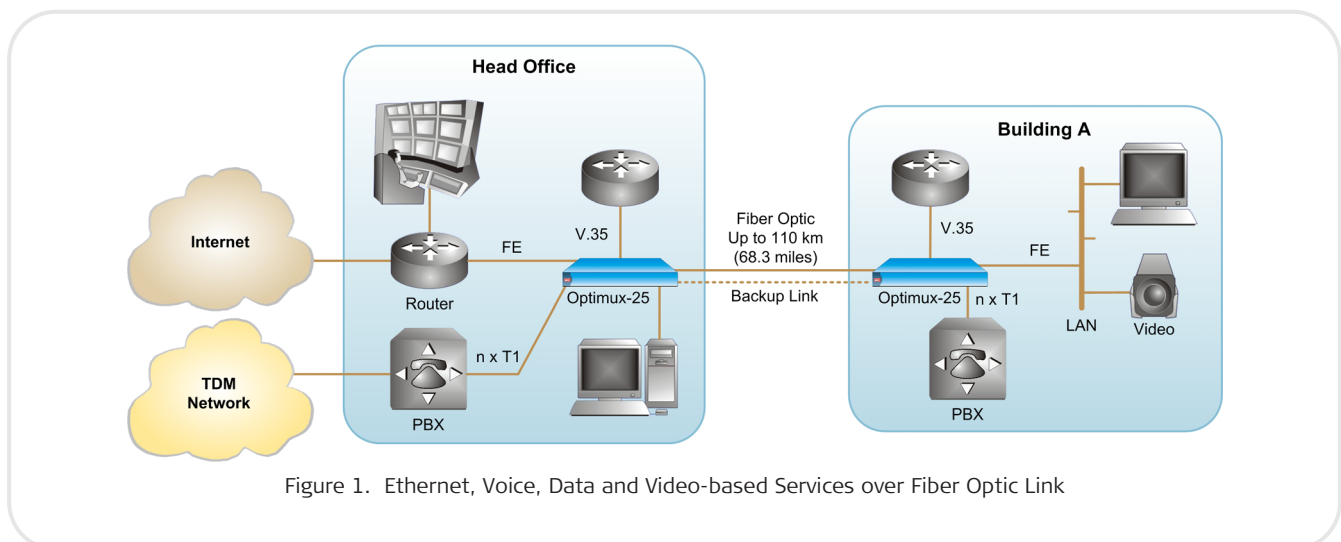 Head Office
Building A
Internet
FE
V.35
Fiber Optic
Up to 110 km
(68.3 miles)
V.35
FE
Router
Optimux-25
Backup Link
Optimux-25
n x T1
LAN
Video
TDM
Network
n x T1
PBX
PBX
Figure 1. Ethernet, Voice, Data and Video-based Services over Fiber Optic Link